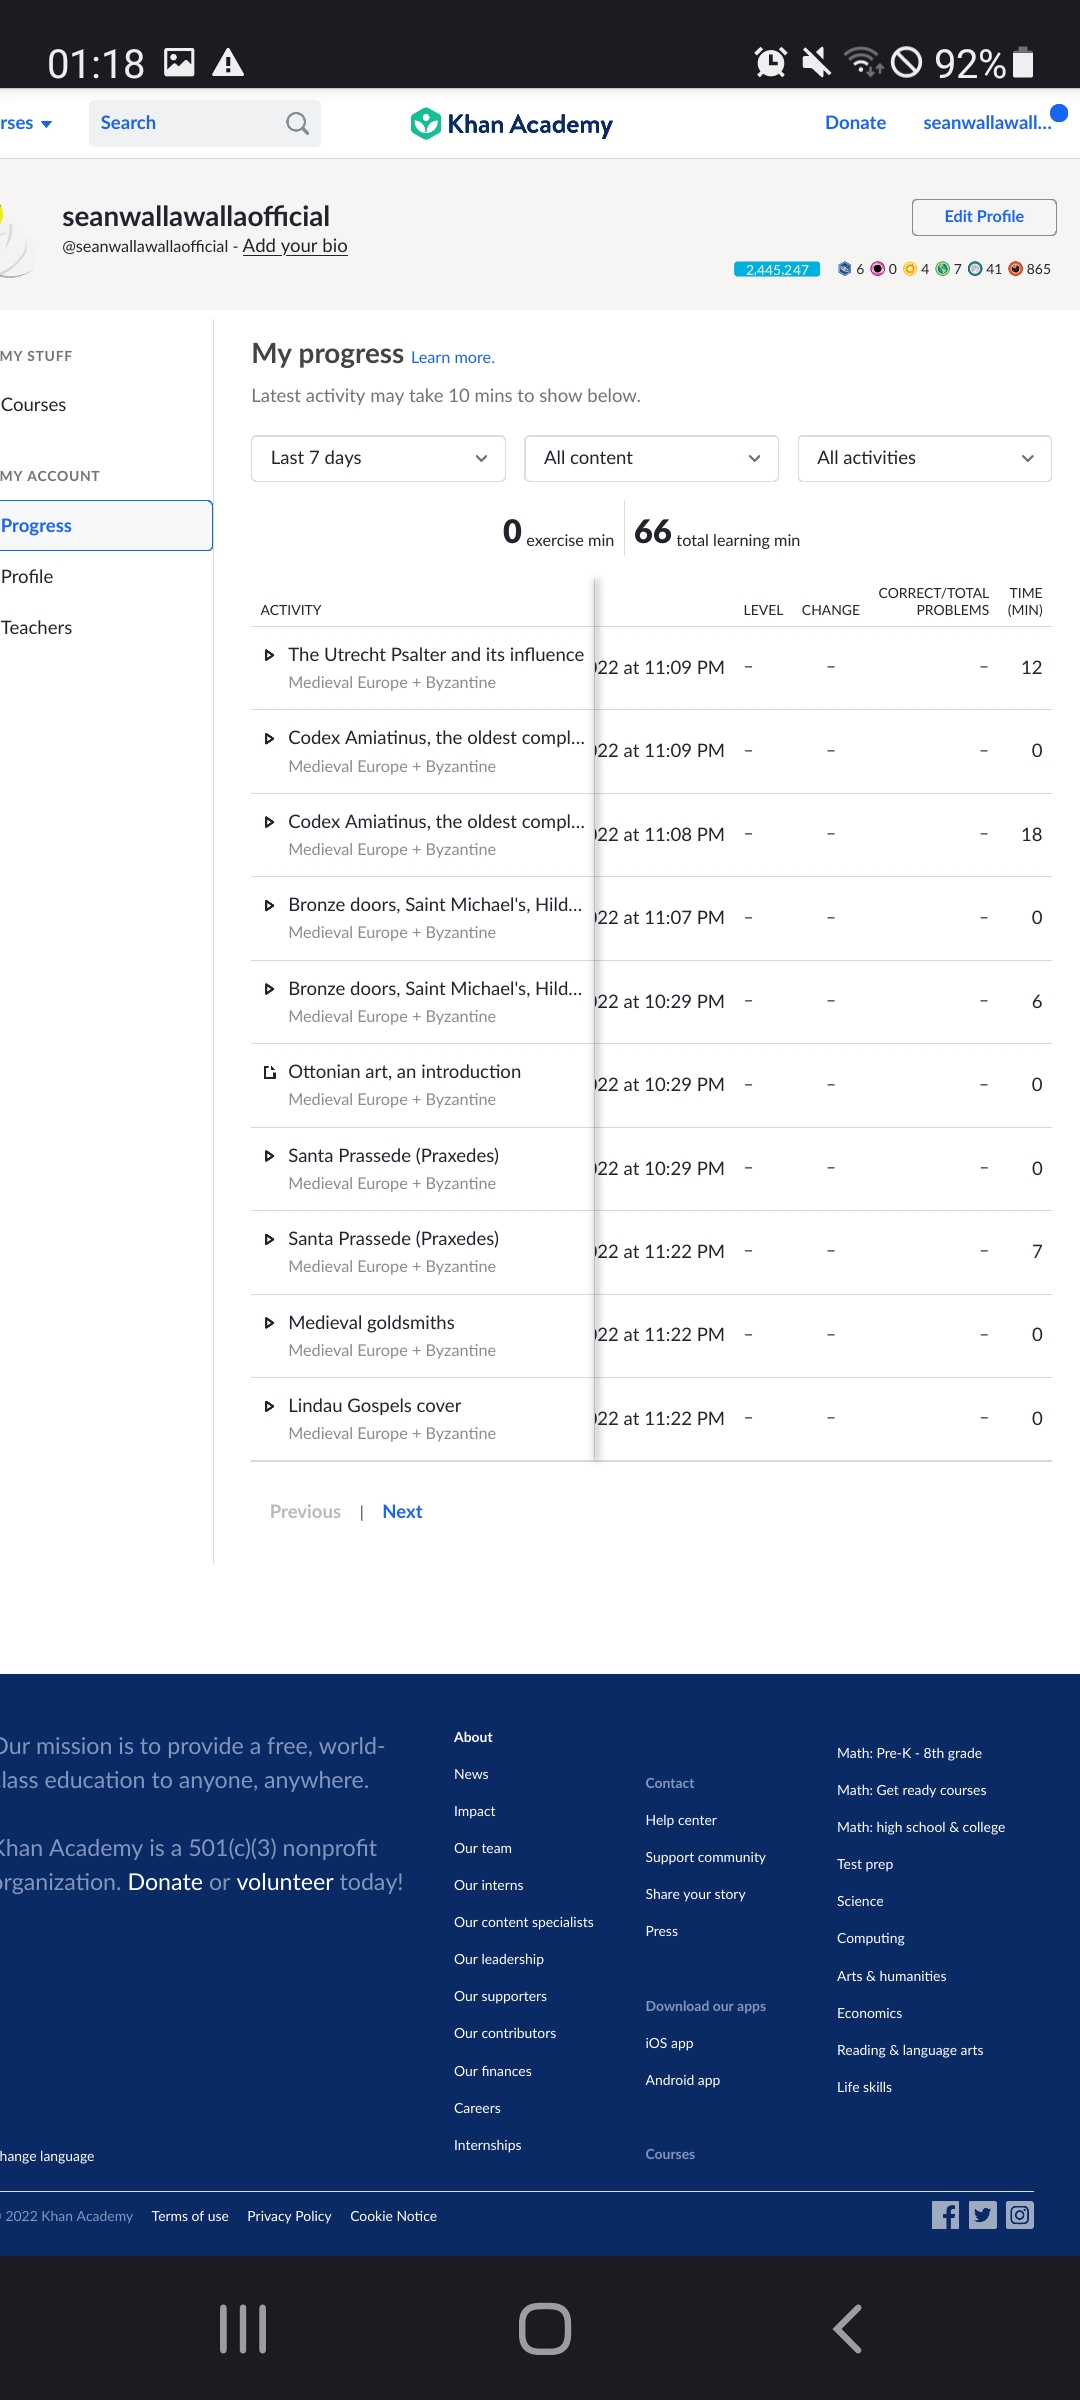 01:18 92%
rses Search Khan Academy Donate seanwallawall...
seanwallawallaofficial
@seanwallawallaofficial - Add your bio
Edit Profile
2,445,247 6 0 4 7 41 865
MY STUFF
Courses
MY ACCOUNT
Progress
Profile
Teachers
My progress Learn more.
Latest activity may take 10 mins to show below.
Last 7 days All content All activities
0 exercise min 66 total learning min
ACTIVITY LEVEL CHANGE CORRECT/TOTAL PROBLEMS TIME (MIN)
The Utrecht Psalter and its influence 022 at 11:09 PM – – – 12
Medieval Europe + Byzantine
Codex Amiatinus, the oldest compl... 022 at 11:09 PM – – – 0
Medieval Europe + Byzantine
Codex Amiatinus, the oldest compl... 022 at 11:08 PM – – – 18
Medieval Europe + Byzantine
Bronze doors, Saint Michael's, Hild... 022 at 11:07 PM – – – 0
Medieval Europe + Byzantine
Bronze doors, Saint Michael's, Hild... 022 at 10:29 PM – – – 6
Medieval Europe + Byzantine
Ottonian art, an introduction 022 at 10:29 PM – – – 0
Medieval Europe + Byzantine
Santa Prassede (Praxedes) 022 at 10:29 PM – – – 0
Medieval Europe + Byzantine
Santa Prassede (Praxedes) 022 at 11:22 PM – – – 7
Medieval Europe + Byzantine
Medieval goldsmiths 022 at 11:22 PM – – – 0
Medieval Europe + Byzantine
Lindau Gospels cover 022 at 11:22 PM – – – 0
Medieval Europe + Byzantine
Previous | Next
Our mission is to provide a free, world-
class education to anyone, anywhere.
Khan Academy is a 501(c)(3) nonprofit
organization. Donate or volunteer today!
hange language
About
News
Impact
Our team
Our interns
Our content specialists
Our leadership
Our supporters
Our contributors
Our finances
Careers
Internships
Contact
Help center
Support community
Share your story
Press
Download our apps
iOS app
Android app
Courses
Math: Pre-K - 8th grade
Math: Get ready courses
Math: high school & college
Test prep
Science
Computing
Arts & humanities
Economics
Reading & language arts
Life skills
© 2022 Khan Academy Terms of use Privacy Policy Cookie Notice